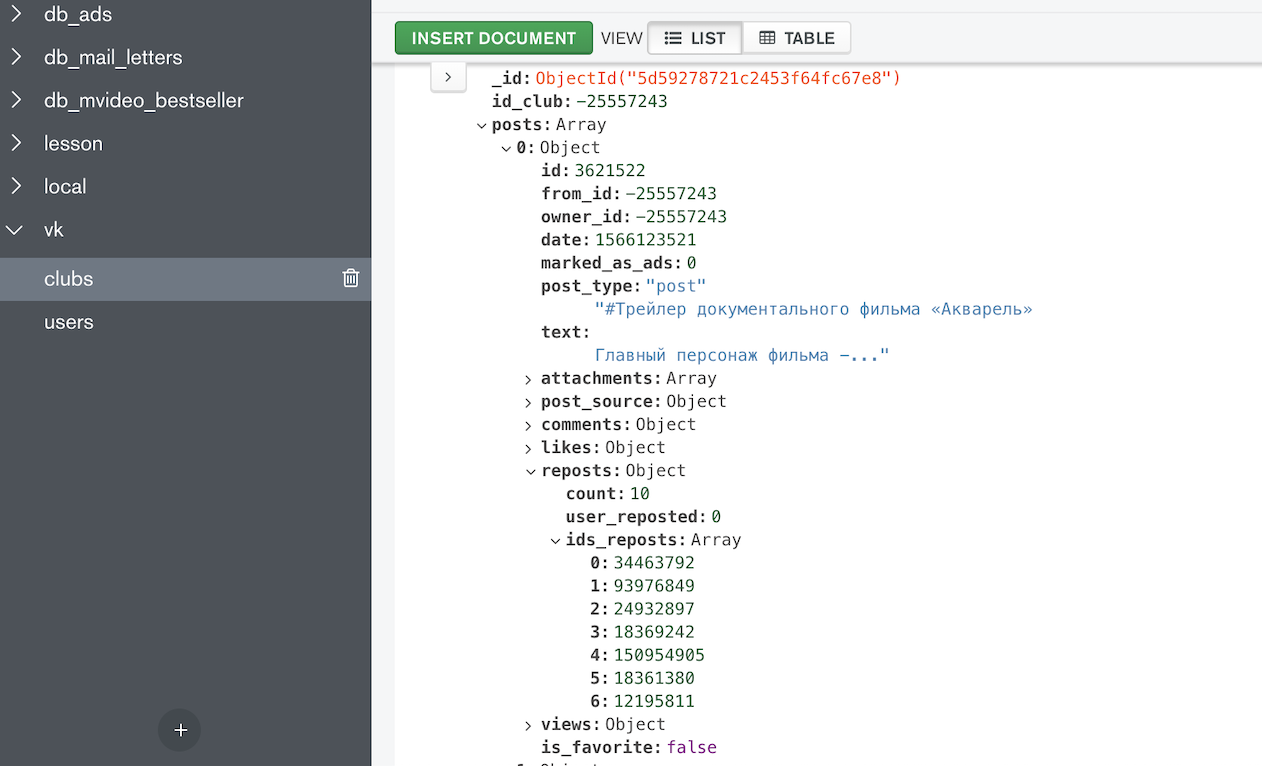 db_ads
db_mail_letters
db_mvideo_bestseller
lesson
local
vk
clubs
users
INSERT DOCUMENT VIEW LIST TABLE
_id: ObjectId("5d59278721c2453f64fc67e8")
id_club: -25557243
posts: Array
0: Object
id: 3621522
from_id: -25557243
owner_id: -25557243
date: 1566123521
marked_as_ads: 0
post_type: "post"
"#Трейлер документального фильма «Акварель»
text:
Главный персонаж фильма -..."
attachments: Array
post_source: Object
comments: Object
likes: Object
reposts: Object
count: 10
user_reposted: 0
ids_reposts: Array
0: 34463792
1: 93976849
2: 24932897
3: 18369242
4: 150954905
5: 18361380
6: 12195811
views: Object
is_favorite: false